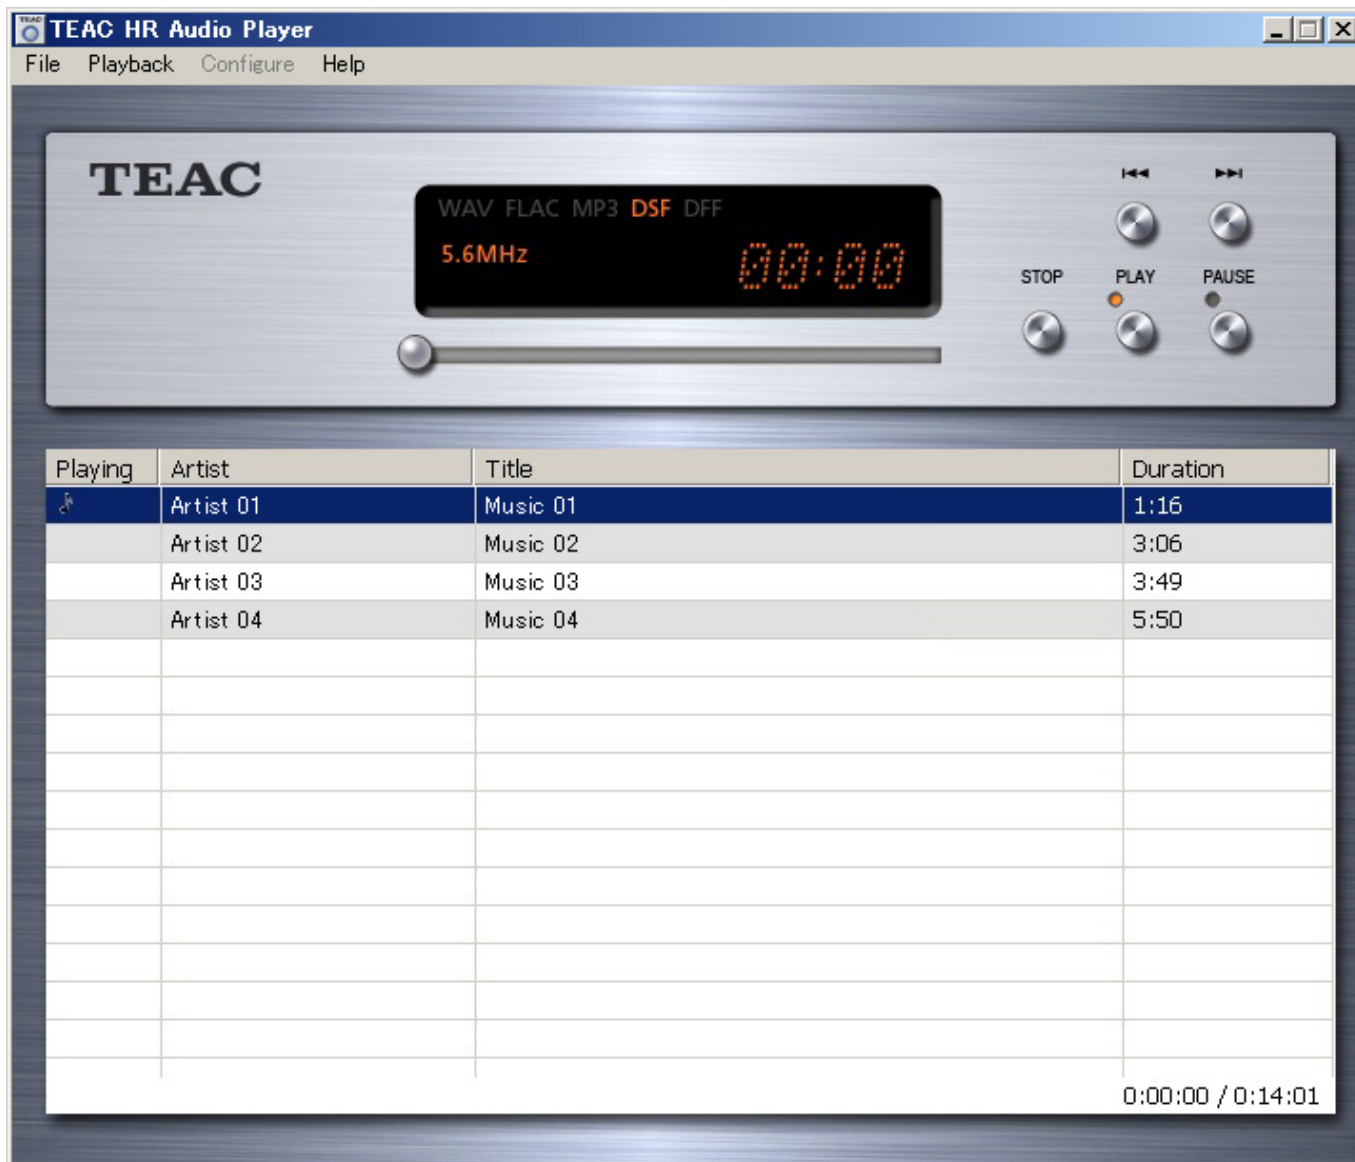 TEAC HR Audio Player
File Playback Configure Help
TEAC
WAV FLAC MP3 DSF DFF
5.6MHz 00:00
STOP PLAY PAUSE
Playing Artist Title Duration
Artist 01 Music 01 1:16
Artist 02 Music 02 3:06
Artist 03 Music 03 3:49
Artist 04 Music 04 5:50
0:00:00 / 0:14:01